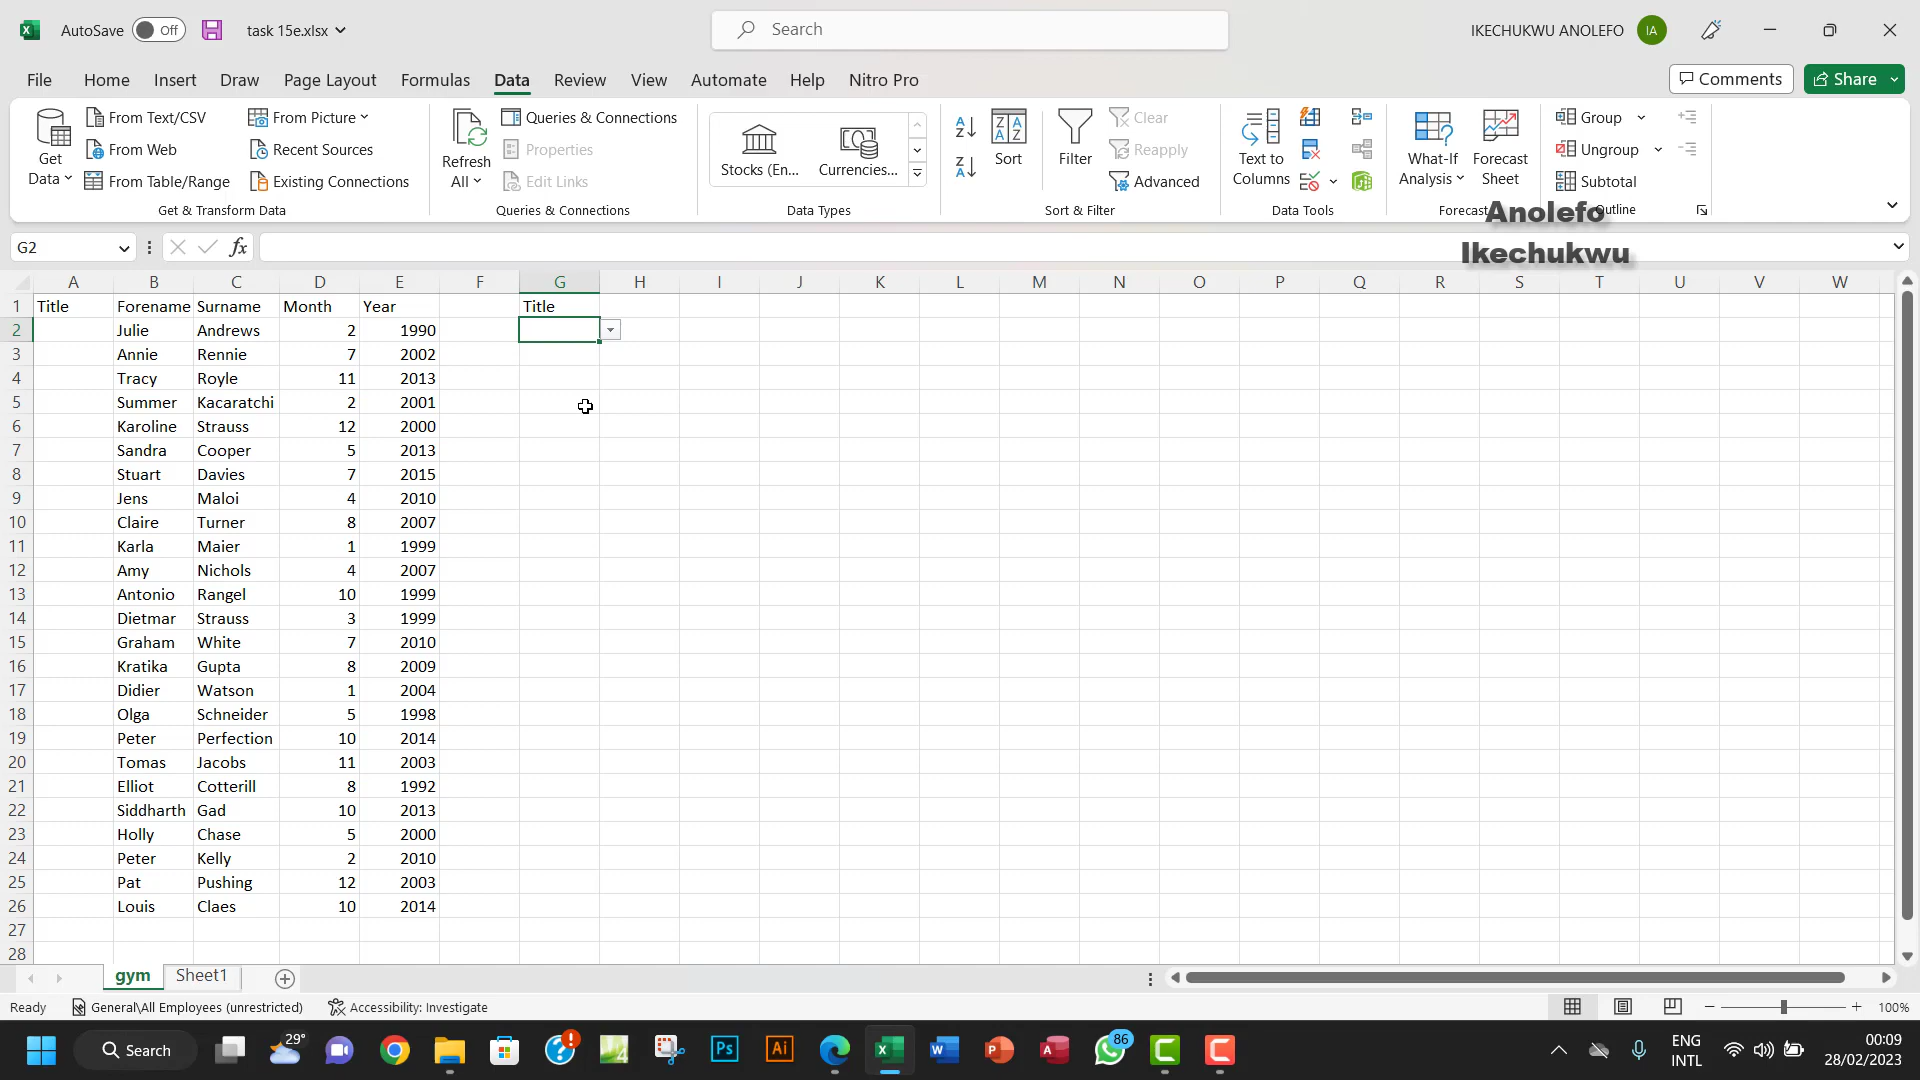 AutoSave Off task 15e.xlsx Search IKECHUKWU ANOLEFO IA
File Home Insert Draw Page Layout Formulas Data Review View Automate Help Nitro Pro Comments Share
Get Data
From Text/CSV
From Web
From Table/Range
From Picture
Recent Sources
Existing Connections
Get & Transform Data
Refresh All
Queries & Connections
Properties
Edit Links
Queries & Connections
Stocks (En... Currencies...
Data Types
Sort
Filter
Clear
Reapply
Advanced
Sort & Filter
Text to Columns
Data Tools
What-If Analysis
Forecast Sheet
Forecast
Group
Ungroup
Subtotal
Outline
Anolefo
Ikechukwu
G2 fx
A B C D E F G H I J K L M N O P Q R S T U V W
1 Title Forename Surname Month Year Title
2 Julie Andrews 2 1990
3 Annie Rennie 7 2002
4 Tracy Royle 11 2013
5 Summer Kacaratchi 2 2001
6 Karoline Strauss 12 2000
7 Sandra Cooper 5 2013
8 Stuart Davies 7 2015
9 Jens Maloi 4 2010
10 Claire Turner 8 2007
11 Karla Maier 1 1999
12 Amy Nichols 4 2007
13 Antonio Rangel 10 1999
14 Dietmar Strauss 3 1999
15 Graham White 7 2010
16 Kratika Gupta 8 2009
17 Didier Watson 1 2004
18 Olga Schneider 5 1998
19 Peter Perfection 10 2014
20 Tomas Jacobs 11 2003
21 Elliot Cotterill 8 1992
22 Siddharth Gad 10 2013
23 Holly Chase 5 2000
24 Peter Kelly 2 2010
25 Pat Pushing 12 2003
26 Louis Claes 10 2014
27
28
gym Sheet1
Ready General\All Employees (unrestricted) Accessibility: Investigate 100%
Search 29° Ps Ai 86 ENG INTL 00:09
28/02/2023